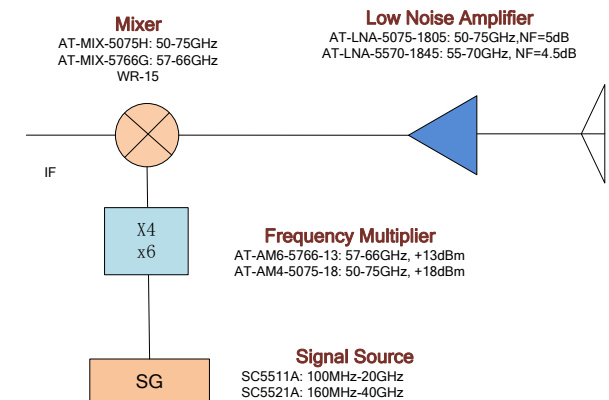 Mixer
AT-MIX-5075H: 50-75GHz
AT-MIX-5766G: 57-66GHz
WR-15
Low Noise Amplifier
AT-LNA-5075-1805: 50-75GHz,NF=5dB
AT-LNA-5570-1845: 55-70GHz, NF=4.5dB
IF
X4
x6
Frequency Multiplier
AT-AM6-5766-13: 57-66GHz, +13dBm
AT-AM4-5075-18: 50-75GHz, +18dBm
SG
Signal Source
SC5511A: 100MHz-20GHz
SC5521A: 160MHz-40GHz